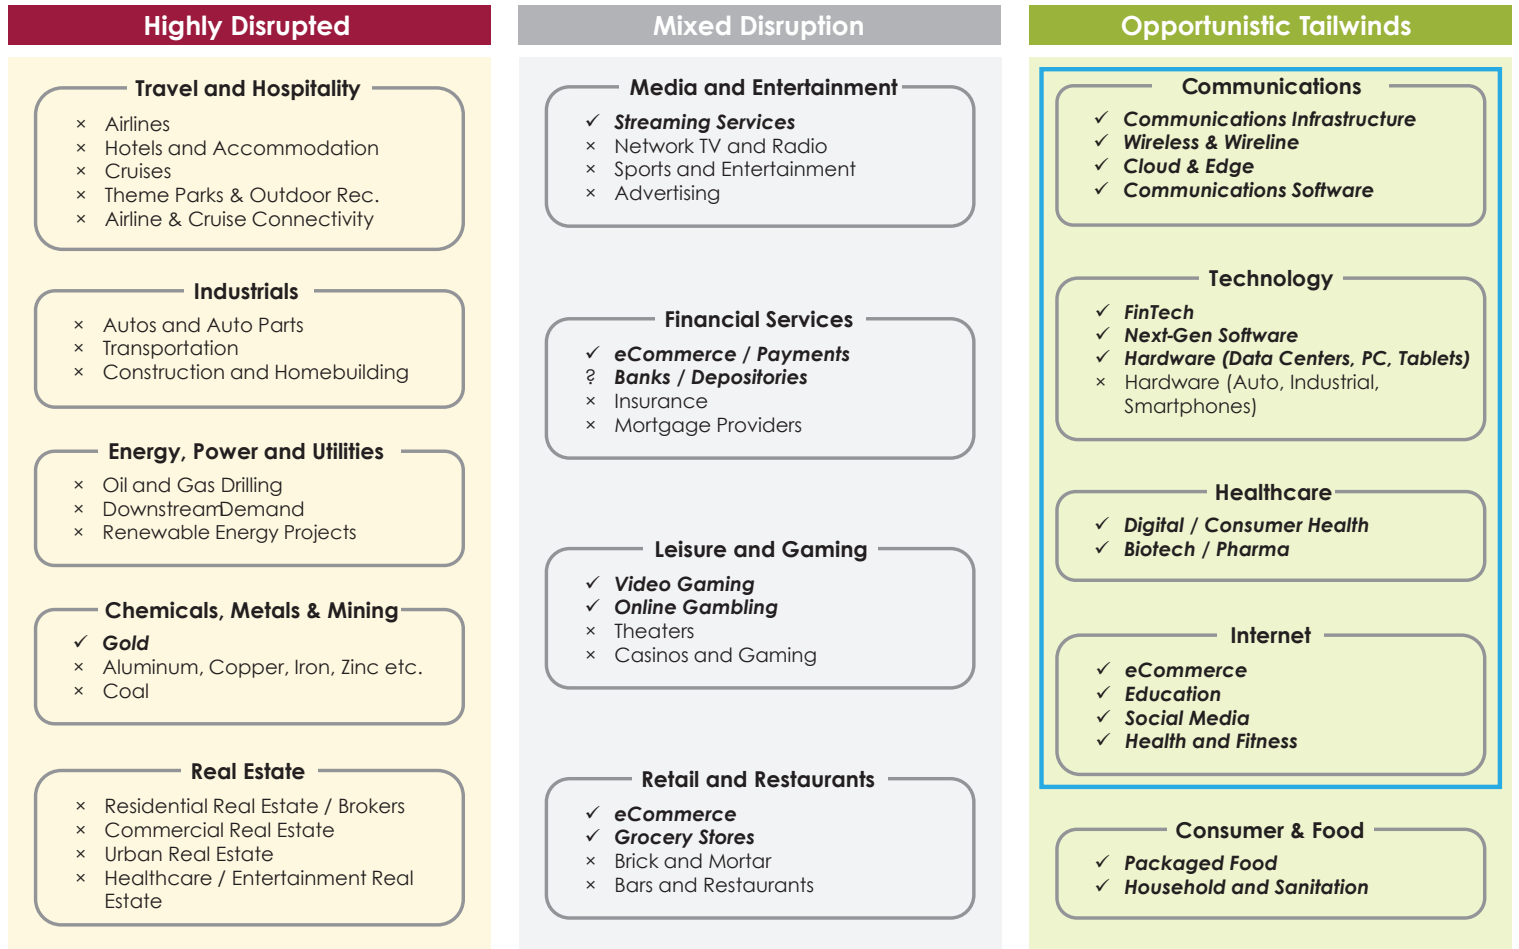 Highly Disrupted
Travel and Hospitality
× Airlines
× Hotels and Accommodation
× Cruises
× Theme Parks & Outdoor Rec.
× Airline & Cruise Connectivity
Industrials
× Autos and Auto Parts
× Transportation
× Construction and Homebuilding
Energy, Power and Utilities
× Oil and Gas Drilling
× DownstreamDemand
× Renewable Energy Projects
Chemicals, Metals & Mining
✓ Gold
× Aluminum, Copper, Iron, Zinc etc.
× Coal
Real Estate
× Residential Real Estate / Brokers
× Commercial Real Estate
× Urban Real Estate
× Healthcare / Entertainment Real
Estate
Mixed Disruption
Media and Entertainment
✓ Streaming Services
× Network TV and Radio
× Sports and Entertainment
× Advertising
Financial Services
✓ eCommerce / Payments
? Banks / Depositories
× Insurance
× Mortgage Providers
Leisure and Gaming
✓ Video Gaming
✓ Online Gambling
× Theaters
× Casinos and Gaming
Retail and Restaurants
✓ eCommerce
✓ Grocery Stores
× Brick and Mortar
× Bars and Restaurants
Opportunistic Tailwinds
Communications
✓ Communications Infrastructure
✓ Wireless & Wireline
✓ Cloud & Edge
✓ Communications Software
Technology
✓ FinTech
✓ Next-Gen Software
✓ Hardware (Data Centers, PC, Tablets)
× Hardware (Auto, Industrial,
Smartphones)
Healthcare
✓ Digital / Consumer Health
✓ Biotech / Pharma
Internet
✓ eCommerce
✓ Education
✓ Social Media
✓ Health and Fitness
Consumer & Food
✓ Packaged Food
✓ Household and Sanitation